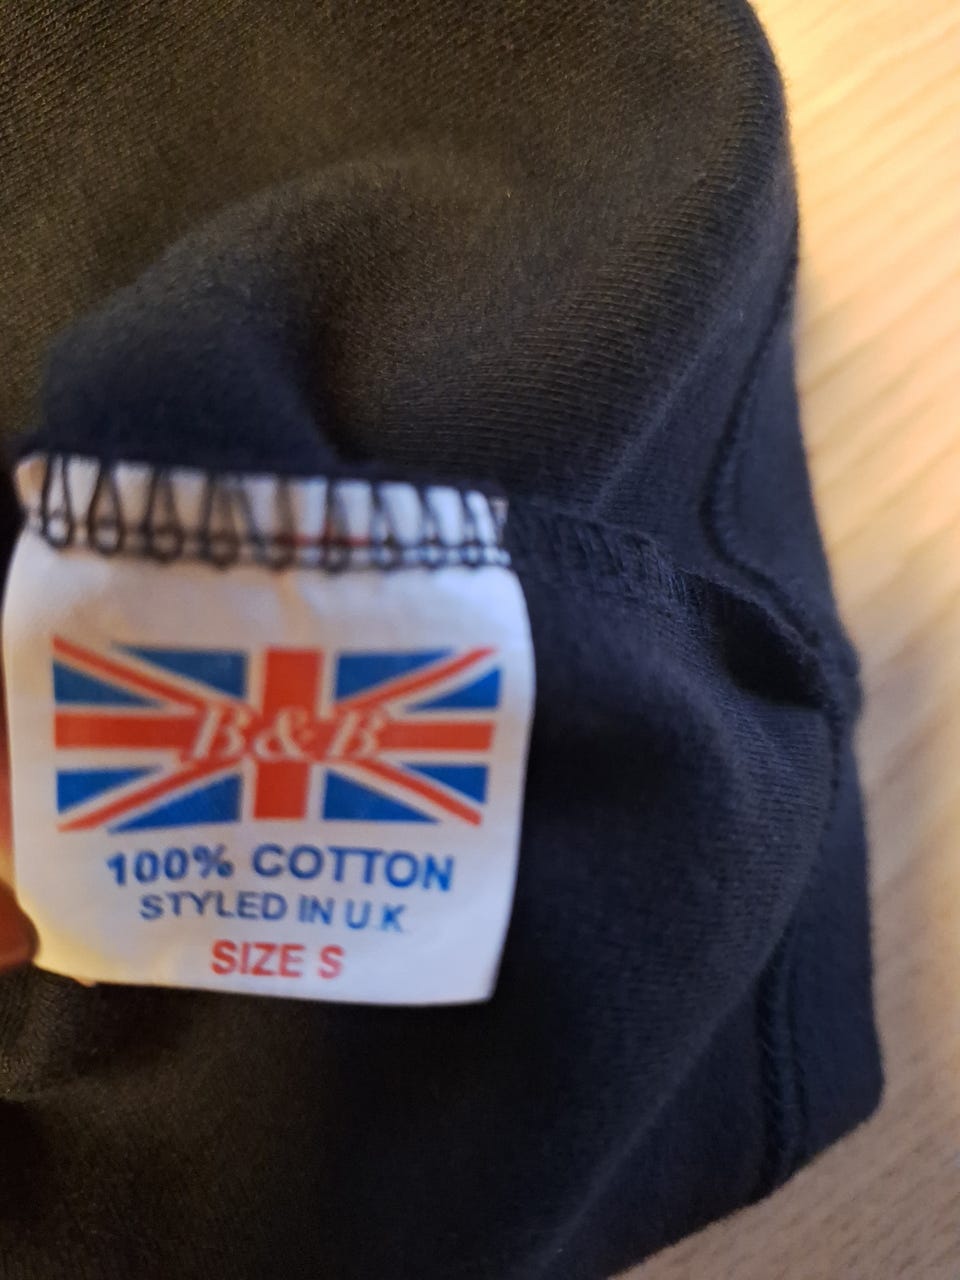 B&B
100% COTTON
STYLED IN U.K
SIZE S